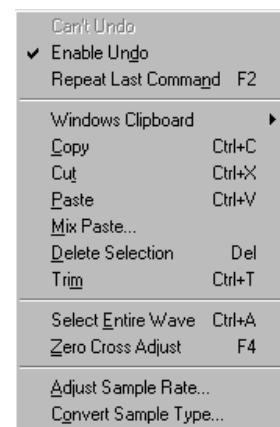 Can't Undo
Enable Undo
Repeat Last Command F2
Windows Clipboard
Copy Ctrl+C
Cut Ctrl+X
Paste Ctrl+V
Mix Paste...
Delete Selection Del
Trim Ctrl+T
Select Entire Wave Ctrl+A
Zero Cross Adjust F4
Adjust Sample Rate...
Convert Sample Type...